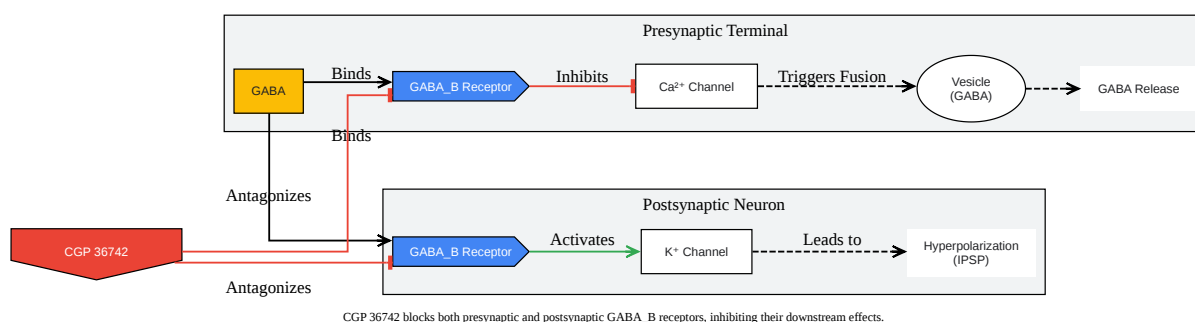 Presynaptic Terminal
GABA
Binds
GABA_B Receptor
Inhibits
Ca²⁺ Channel
Triggers Fusion
Vesicle
(GABA)
GABA Release
Binds
Antagonizes
Postsynaptic Neuron
CGP 36742
GABA_B Receptor
Activates
K⁺ Channel
Leads to
Hyperpolarization
(IPSP)
Antagonizes
CGP 36742 blocks both presynaptic and postsynaptic GABA_B receptors, inhibiting their downstream effects.